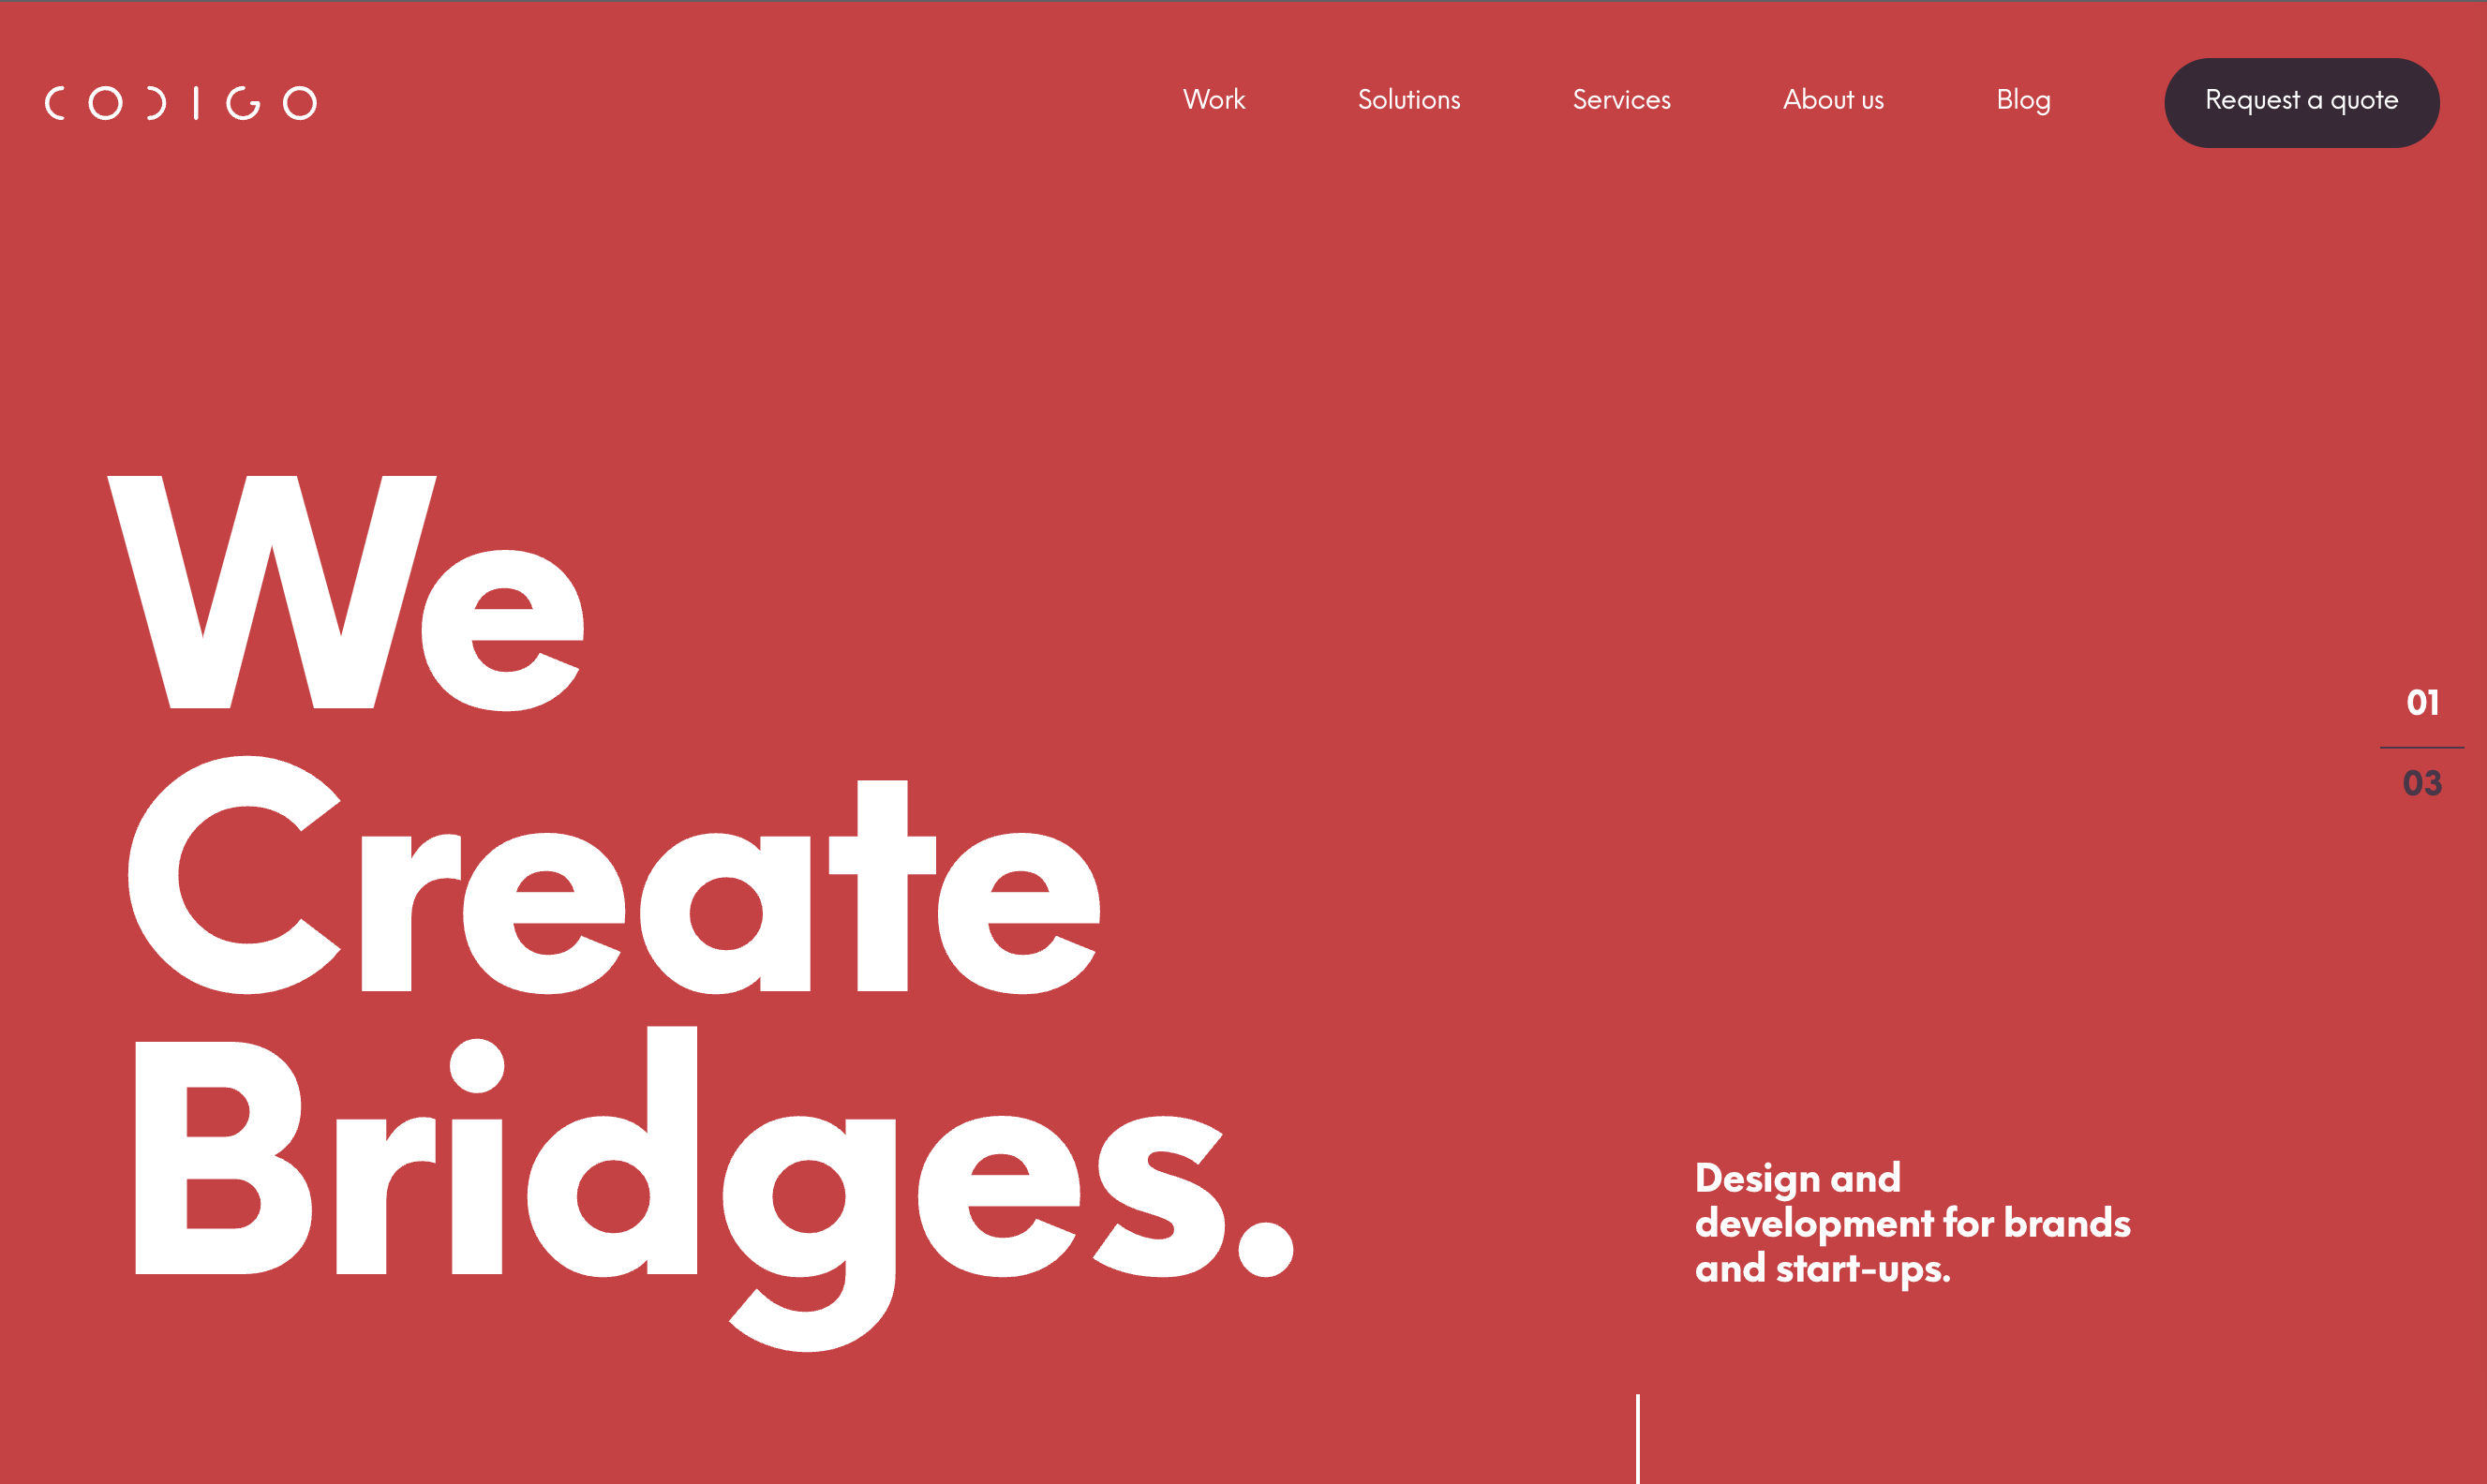 CODIGO
Work
Solutions
Services
About us
Blog
Request a quote
We
Create
Bridges.
01
03
Design and
development for brands
and start-ups.